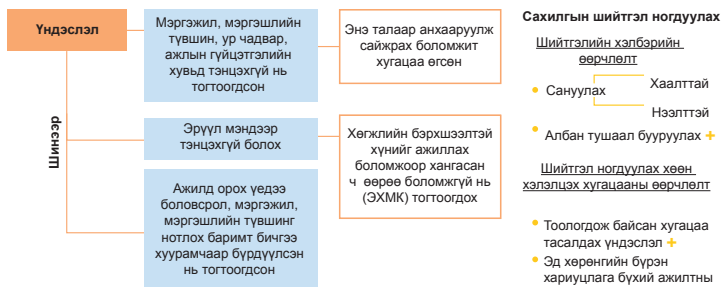 Үндэслэл
Шинээр
Мэргэжил, мэргэшлийн
түвшин, ур чадвар,
ажлын гүйцэтгэлийн
хувьд тэнцэхгүй нь
тогтоогдсон
Энэ талаар анхааруулж
сайжрах боломжит
хугацаа өгсөн
Эрүүл мэндээр
тэнцэхгүй болох
Хөгжлийн бэрхшээлтэй
хүнийг ажиллах
боломжоор хангасан
ч өөрөө боломжгүй нь
(ЭХМК) тогтоогдох
Ажилд орох үедээ
боловсрол, мэргэжил,
мэргэшлийн түвшинг
нотлох баримт бичгээ
хуурамчаар бүрдүүлсэн
нь тогтоогдсон
Сахилгын шийтгэл ногдуулах
Шийтгэлийн хэлбэрийн
өөрчлөлт
• Сануулах
Хаалттай
Нээлттэй
• Албан тушаал бууруулах +
Шийтгэл ногдуулах хөөн
хэлэлцэх хугацааны өөрчлөлт
• Тоологдож байсан хугацаа
тасалдах үндэслэл +
• Эд хөрөнгийн бүрэн
хариуцлага бүхий ажилтны